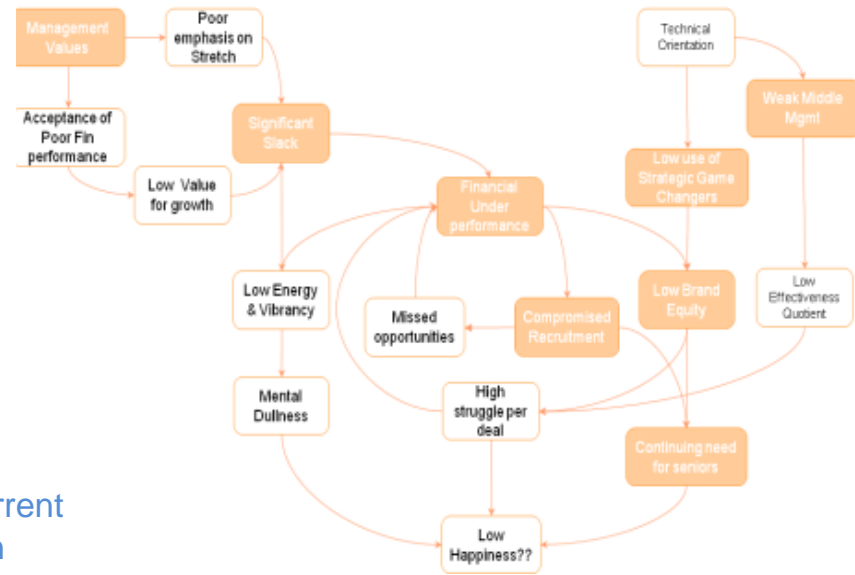 Management
Values
Poor
emphasis on
Stretch
Technical
Orientation
Acceptance of
Poor Fin
performance
Significant
Slack
Weak Middle
Mgmt
Low Value
for growth
Financial
Under
performance
Low use of
Strategic Game
Changers
Low Energy
& Vibrancy
Missed
opportunities
Compromised
Recruitment
Low Brand
Equity
Low
Effectiveness
Quotient
Mental
Dullness
High
struggle per
deal
Continuing need
for seniors
Low
Happiness??